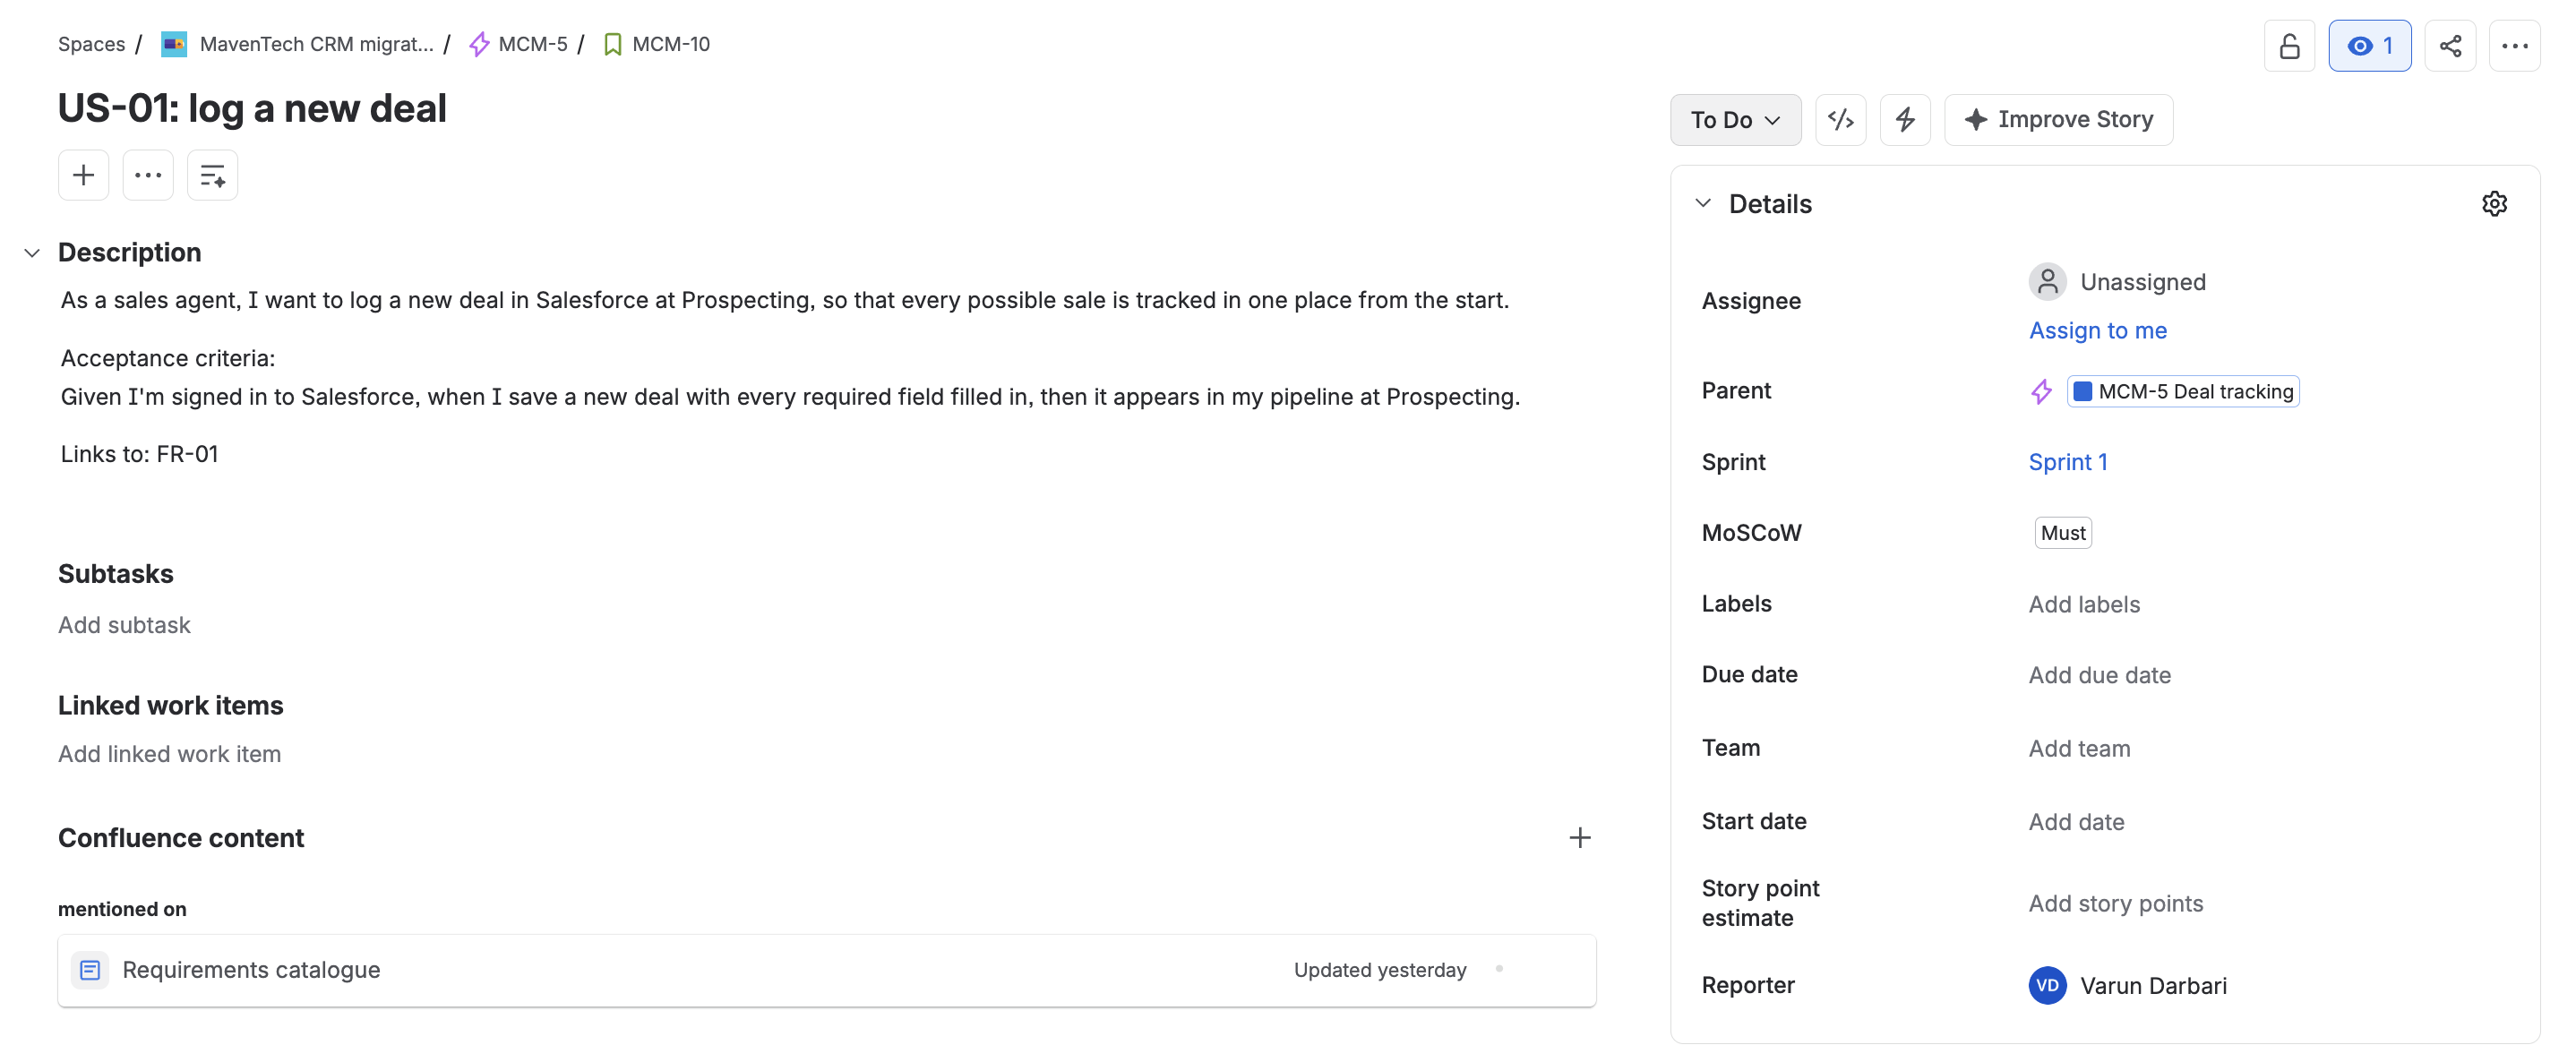 Spaces / MavenTech CRM migrat... / MCM-5 / MCM-10
1
US-01: log a new deal
To Do
Improve Story
Description
As a sales agent, I want to log a new deal in Salesforce at Prospecting, so that every possible sale is tracked in one place from the start.
Acceptance criteria:
Given I'm signed in to Salesforce, when I save a new deal with every required field filled in, then it appears in my pipeline at Prospecting.
Links to: FR-01
Subtasks
Add subtask
Linked work items
Add linked work item
Confluence content
mentioned on
Requirements catalogue
Updated yesterday
Details
Assignee
Unassigned
Assign to me
Parent
MCM-5 Deal tracking
Sprint
Sprint 1
MoSCoW
Must
Labels
Add labels
Due date
Add due date
Team
Add team
Start date
Add date
Story point
estimate
Add story points
Reporter
VD
Varun Darbari